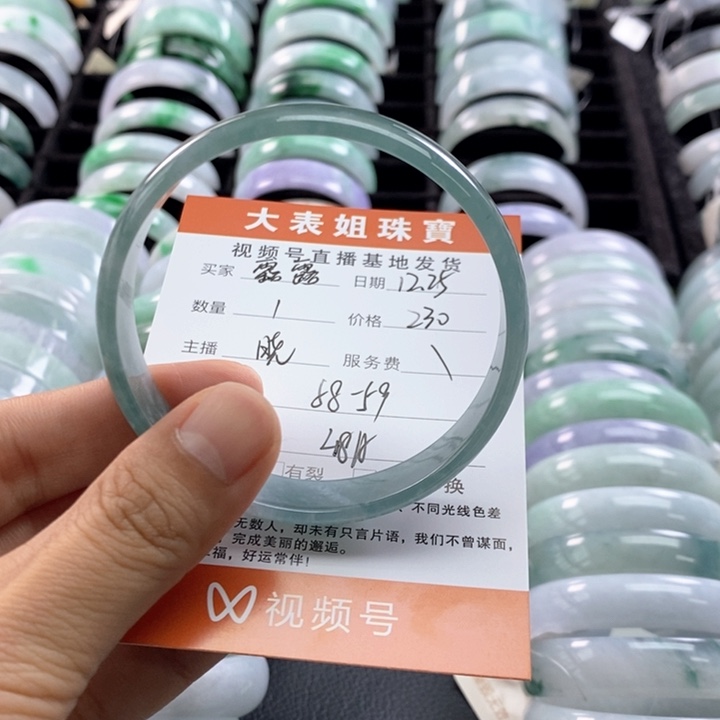 大表姐珠寶
视频号直播基地发货
买家 露露 日期 12.25
数量 1 价格 230
主播 晓 服务费 \
58-59
有裂 换
、不同光线色差
无数人，却未有只言片语，我们不曾谋面，
，完成美丽的邂逅。
福，好运常伴！
视频号